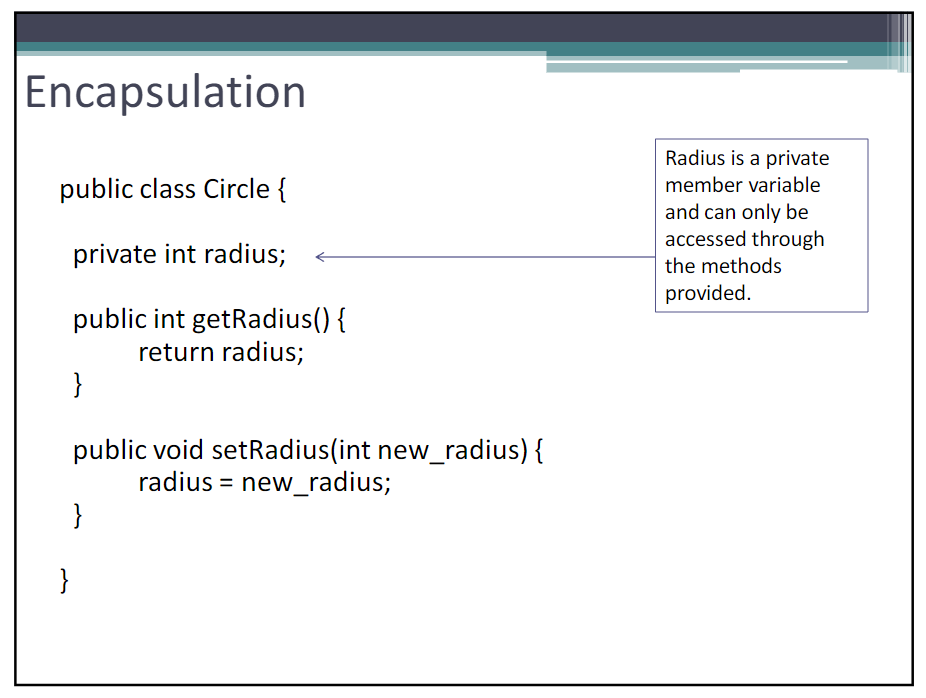 Encapsulation
public class Circle {
private int radius;
public int getRadius() {
return radius;
}
public void setRadius(int new_radius) {
radius = new_radius;
}
}
Radius is a private
member variable
and can only be
accessed through
the methods
provided.